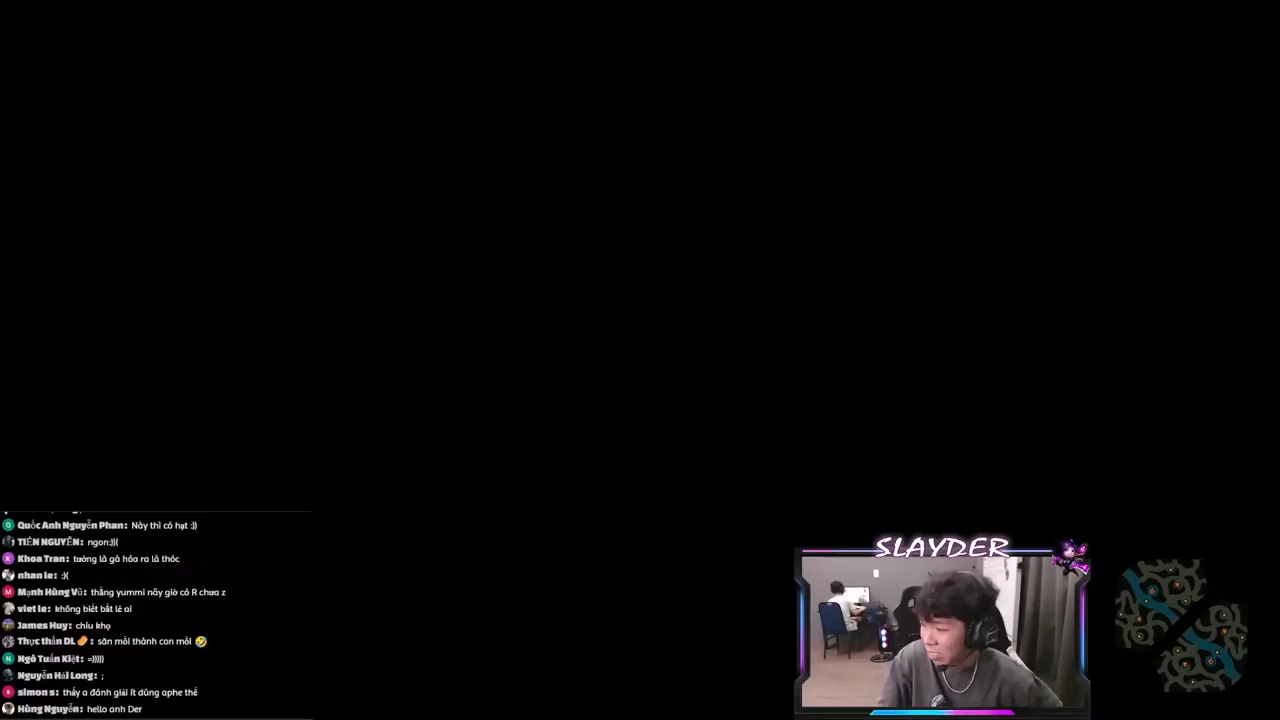 Quốc Anh Nguyễn Phan: Này thì có hạt :))
TIẾN NGUYỄN: ngon:))(
Khoa Tran: tưởng là gà hóa ra là thóc
nhan le: :)(
Mạnh Hùng Vũ: thằng yummi nãy giờ có R chưa z
viet le: không biết bắt lẻ ai
James Huy: chíu khọ
Thực thần DL🥖: săn mồi thành con mồi 🤣
Ngô Tuấn Kiệt: =)))))
Nguyễn Hải Long: ;
simon s: thấy a đánh giải ít dùng aphe thế
Hùng Nguyễn: hello anh Der
SLAYDER